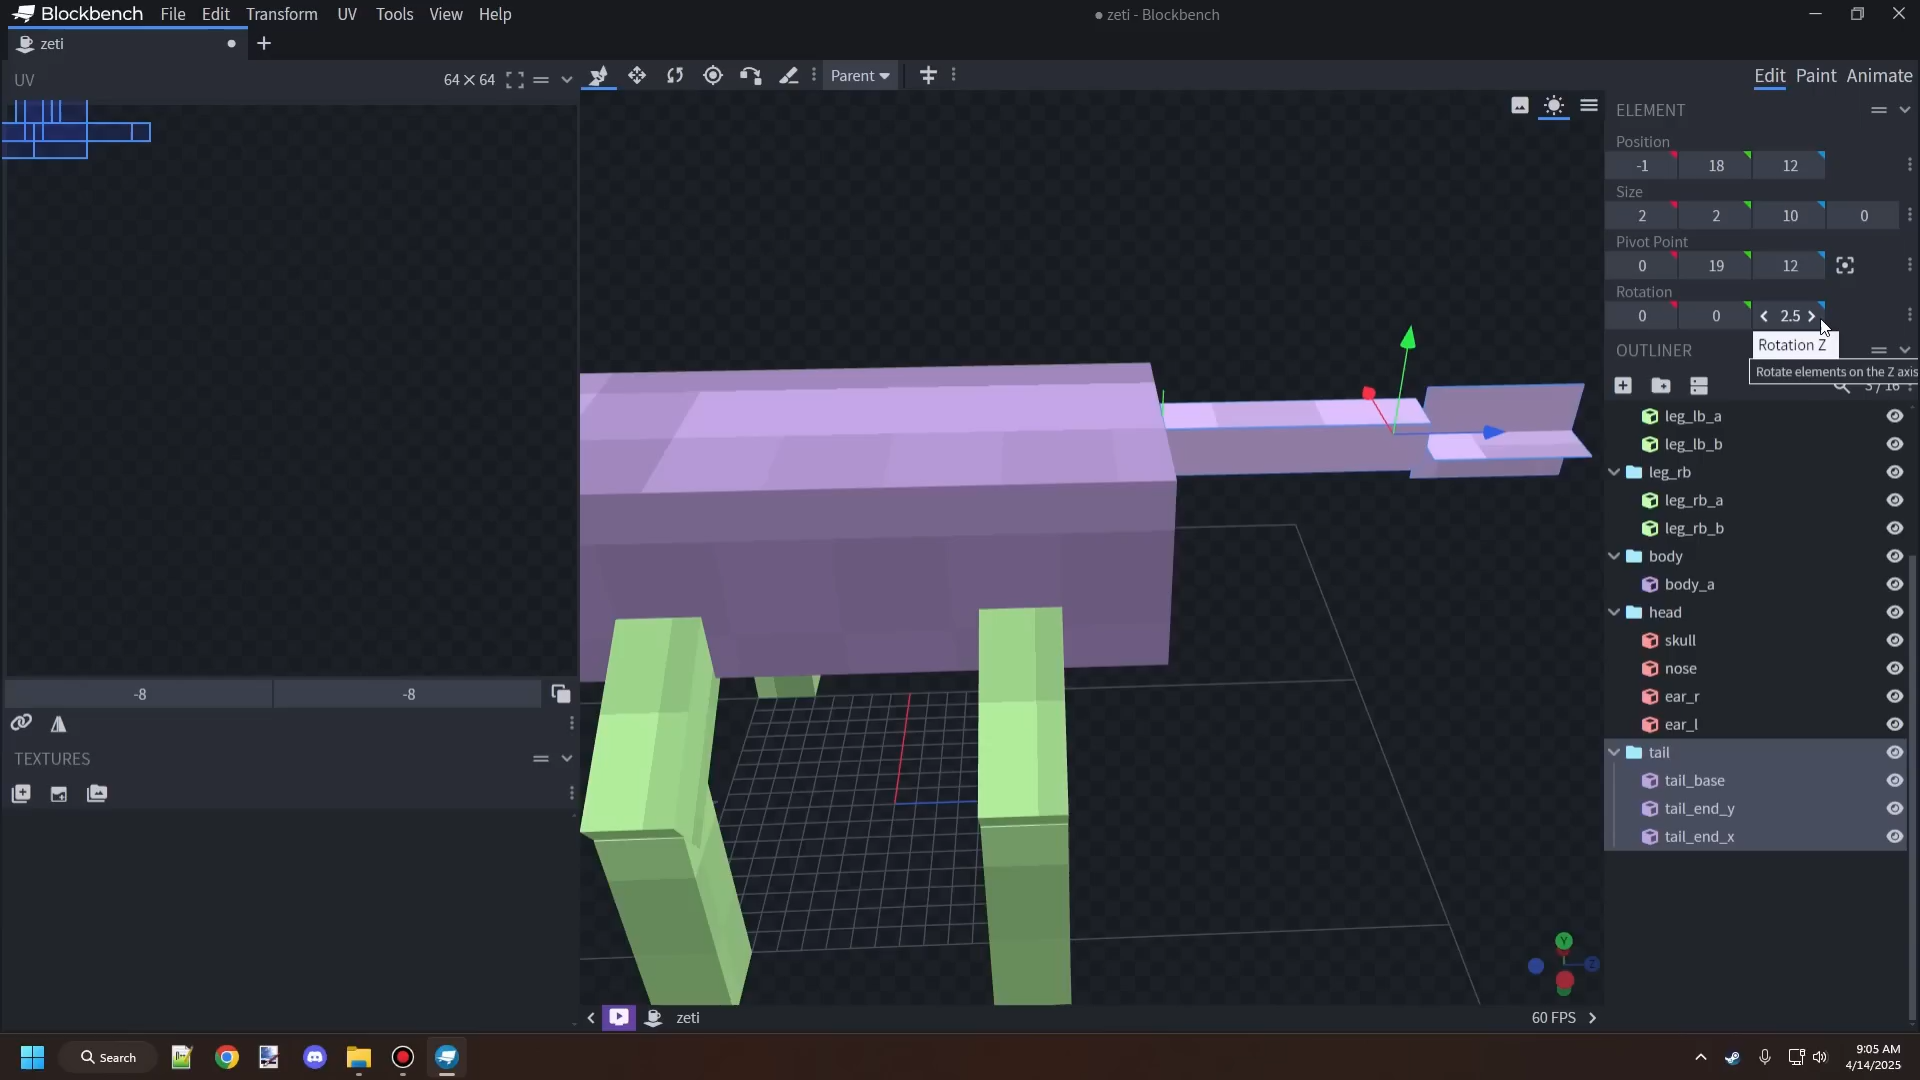 Blockbench File Edit Transform UV Tools View Help
zeti - Blockbench
zeti
UV
64×64
Parent
Edit Paint Animate
ELEMENT
Position
-1 18 12
Size
2 2 10 0
Pivot Point
0 19 12
Rotation
0 0 2.5
Rotation Z
Rotate elements on the Z axis
OUTLINER
leg_lb_a
leg_lb_b
leg_rb
leg_rb_a
leg_rb_b
body
body_a
head
skull
nose
ear_r
ear_l
tail
tail_base
tail_end_y
tail_end_x
-8 -8
TEXTURES
Y
Z
zeti
60 FPS
Search
9:05 AM
4/14/2025